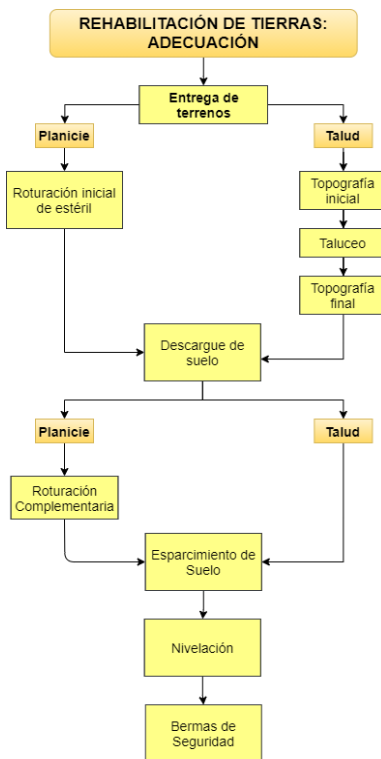 REHABILITACIÓN DE TIERRAS:
ADECUACIÓN
Entrega de
terrenos
Planicie
Talud
Roturación inicial
de estéril
Topografía
inicial
Taluceo
Topografía
final
Descargue de
suelo
Planicie
Talud
Roturación
Complementaria
Esparcimiento de
Suelo
Nivelación
Bermas de
Seguridad